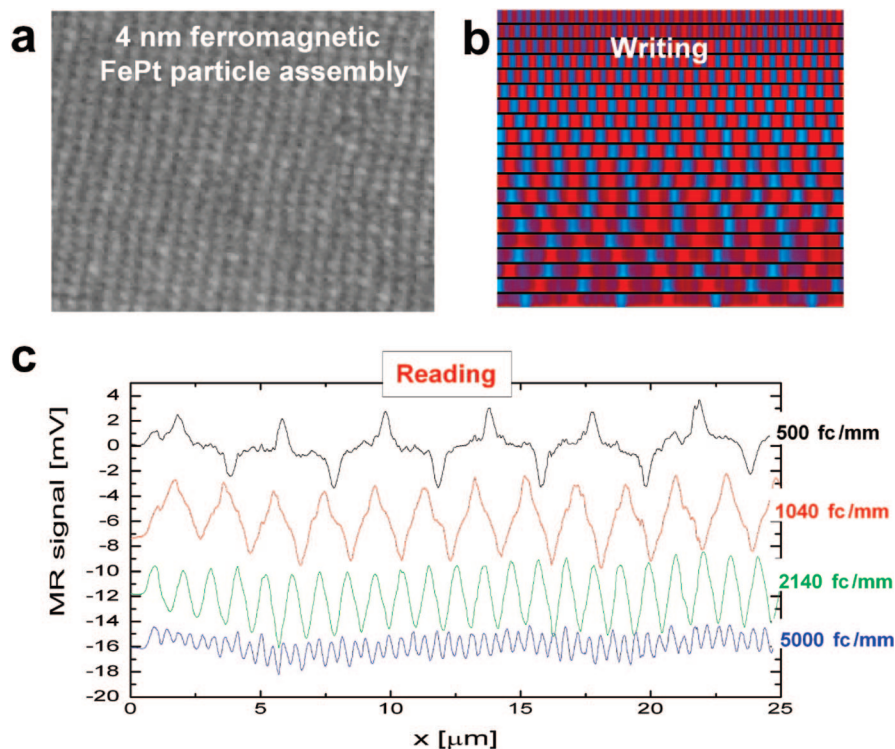 a
4 nm ferromagnetic
FePt particle assembly
b
Writing
c
Reading
MR signal [mV]
4
2
0
-2
-4
-6
-8
-10
-12
-14
-16
-18
-20
500 fc/mm
1040 fc/mm
2140 fc/mm
5000 fc/mm
0 5 10 15 20 25
x [μm]